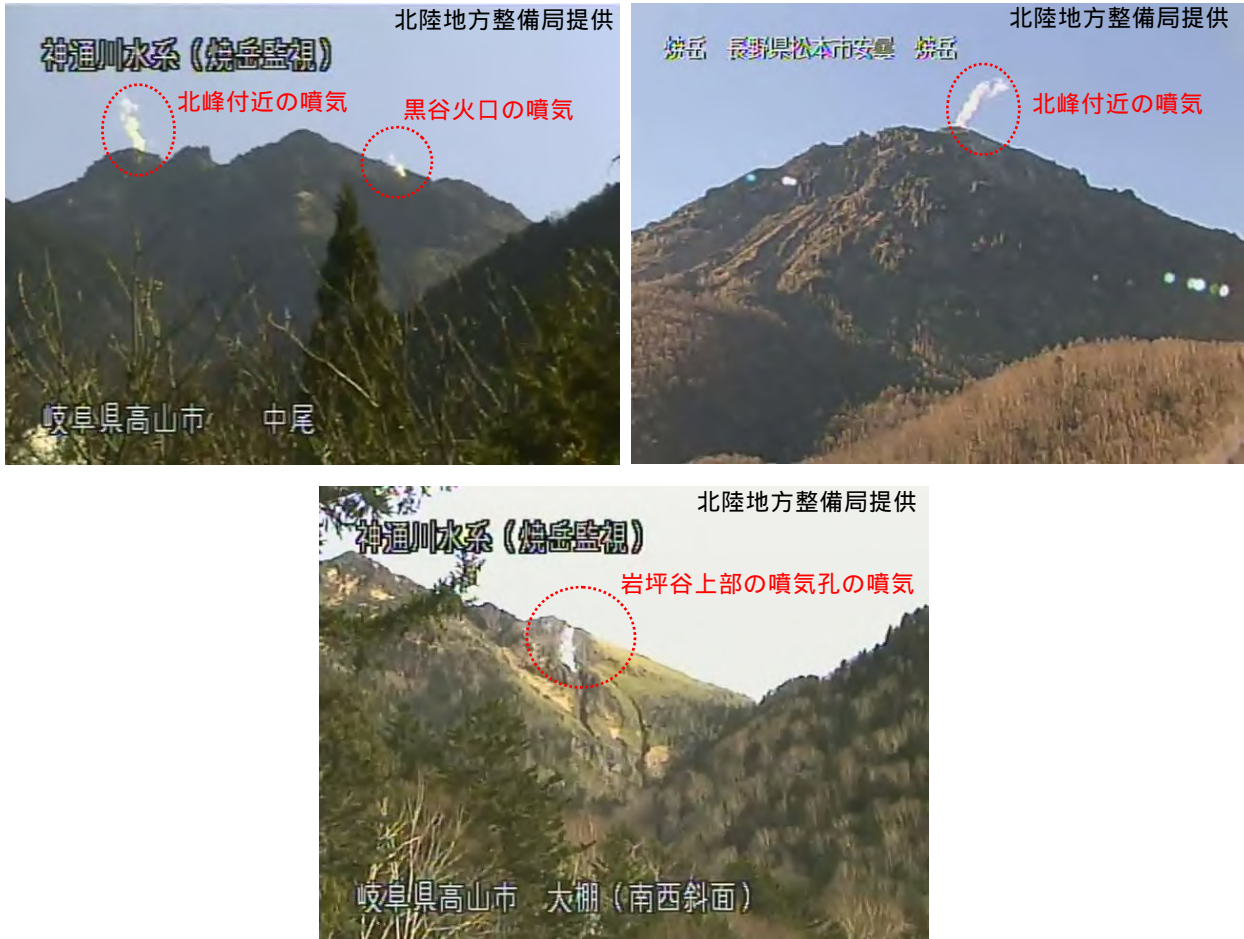 北陸地方整備局提供
神通川水系(焼岳監視)
北峰付近の噴気
黒谷火口の噴気
岐阜県高山市 中尾
北陸地方整備局提供
焼岳 長野県松本市安曇 焼岳
北峰付近の噴気
北陸地方整備局提供
神通川水系(焼岳監視)
岩坪谷上部の噴気孔の噴気
岐阜県高山市 大棚(南西斜面)